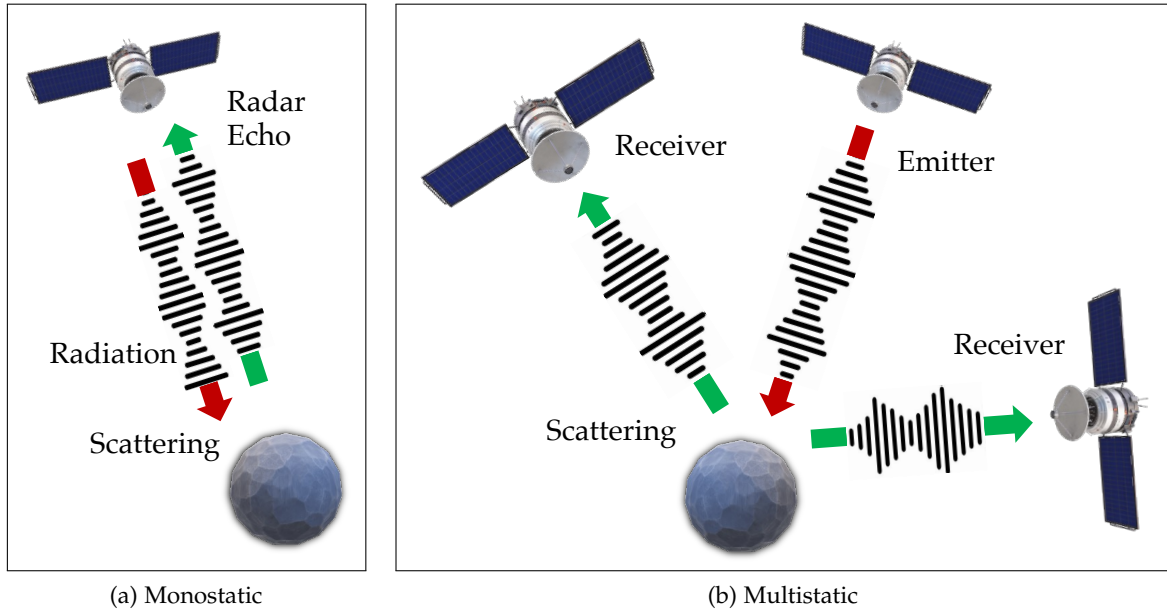 Radar
Echo
Radiation
Scattering
(a) Monostatic
Receiver
Emitter
Receiver
Scattering
(b) Multistatic